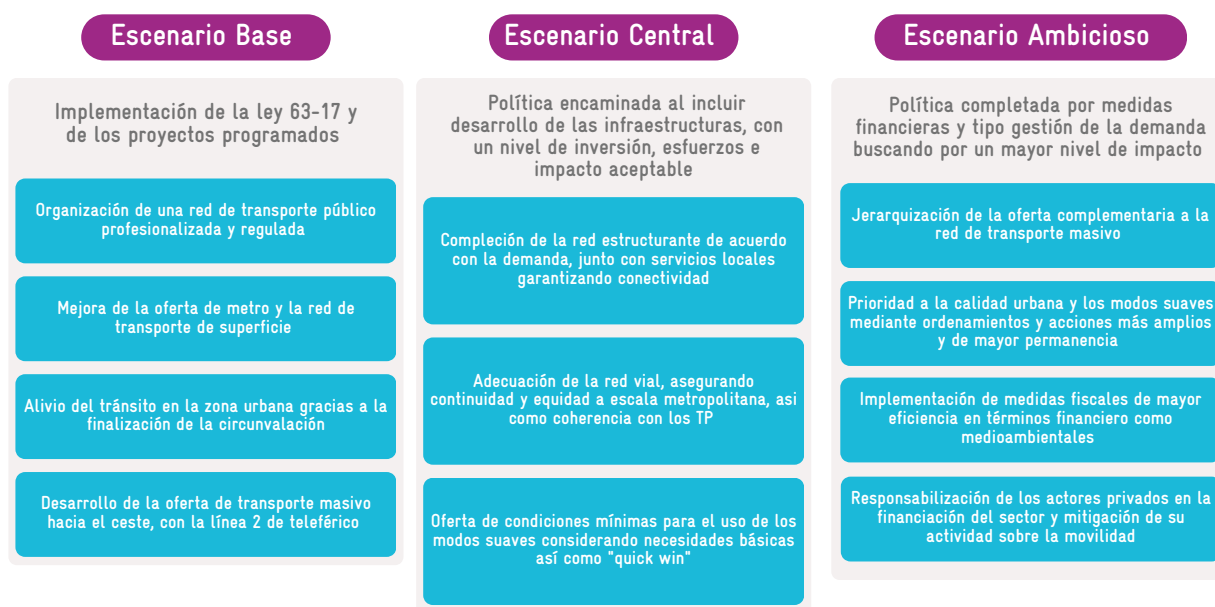 Escenario Base
Implementación de la ley 63-17 y
de los proyectos programados
Organización de una red de transporte público
profesionalizada y regulada
Mejora de la oferta de metro y la red de
transporte de superficie
Alivio del tránsito en la zona urbana gracias a la
finalización de la circunvalación
Desarrollo de la oferta de transporte masivo
hacia el ceste, con la línea 2 de teleférico
Escenario Central
Política encaminada al incluir
desarrollo de las infraestructuras, con
un nivel de inversión, esfuerzos e
impacto aceptable
Compleción de la red estructurante de acuerdo
con la demanda, junto con servicios locales
garantizando conectividad
Adecuación de la red vial, asegurando
continuidad y equidad a escala metropolitana, asi
como coherencia con los TP
Oferta de condiciones mínimas para el uso de los
modos suaves considerando necesidades básicas
así como "quick win"
Escenario Ambicioso
Política completada por medidas
financieras y tipo gestión de la demanda
buscando por un mayor nivel de impacto
Jerarquización de la oferta complementaria a la
red de transporte masivo
Prioridad a la calidad urbana y los modos suaves
mediante ordenamientos y acciones más amplios
y de mayor permanencia
Implementación de medidas fiscales de mayor
eficiencia en términos financiero como
medioambientales
Responsabilización de los actores privados en la
financiación del sector y mitigación de su
actividad sobre la movilidad